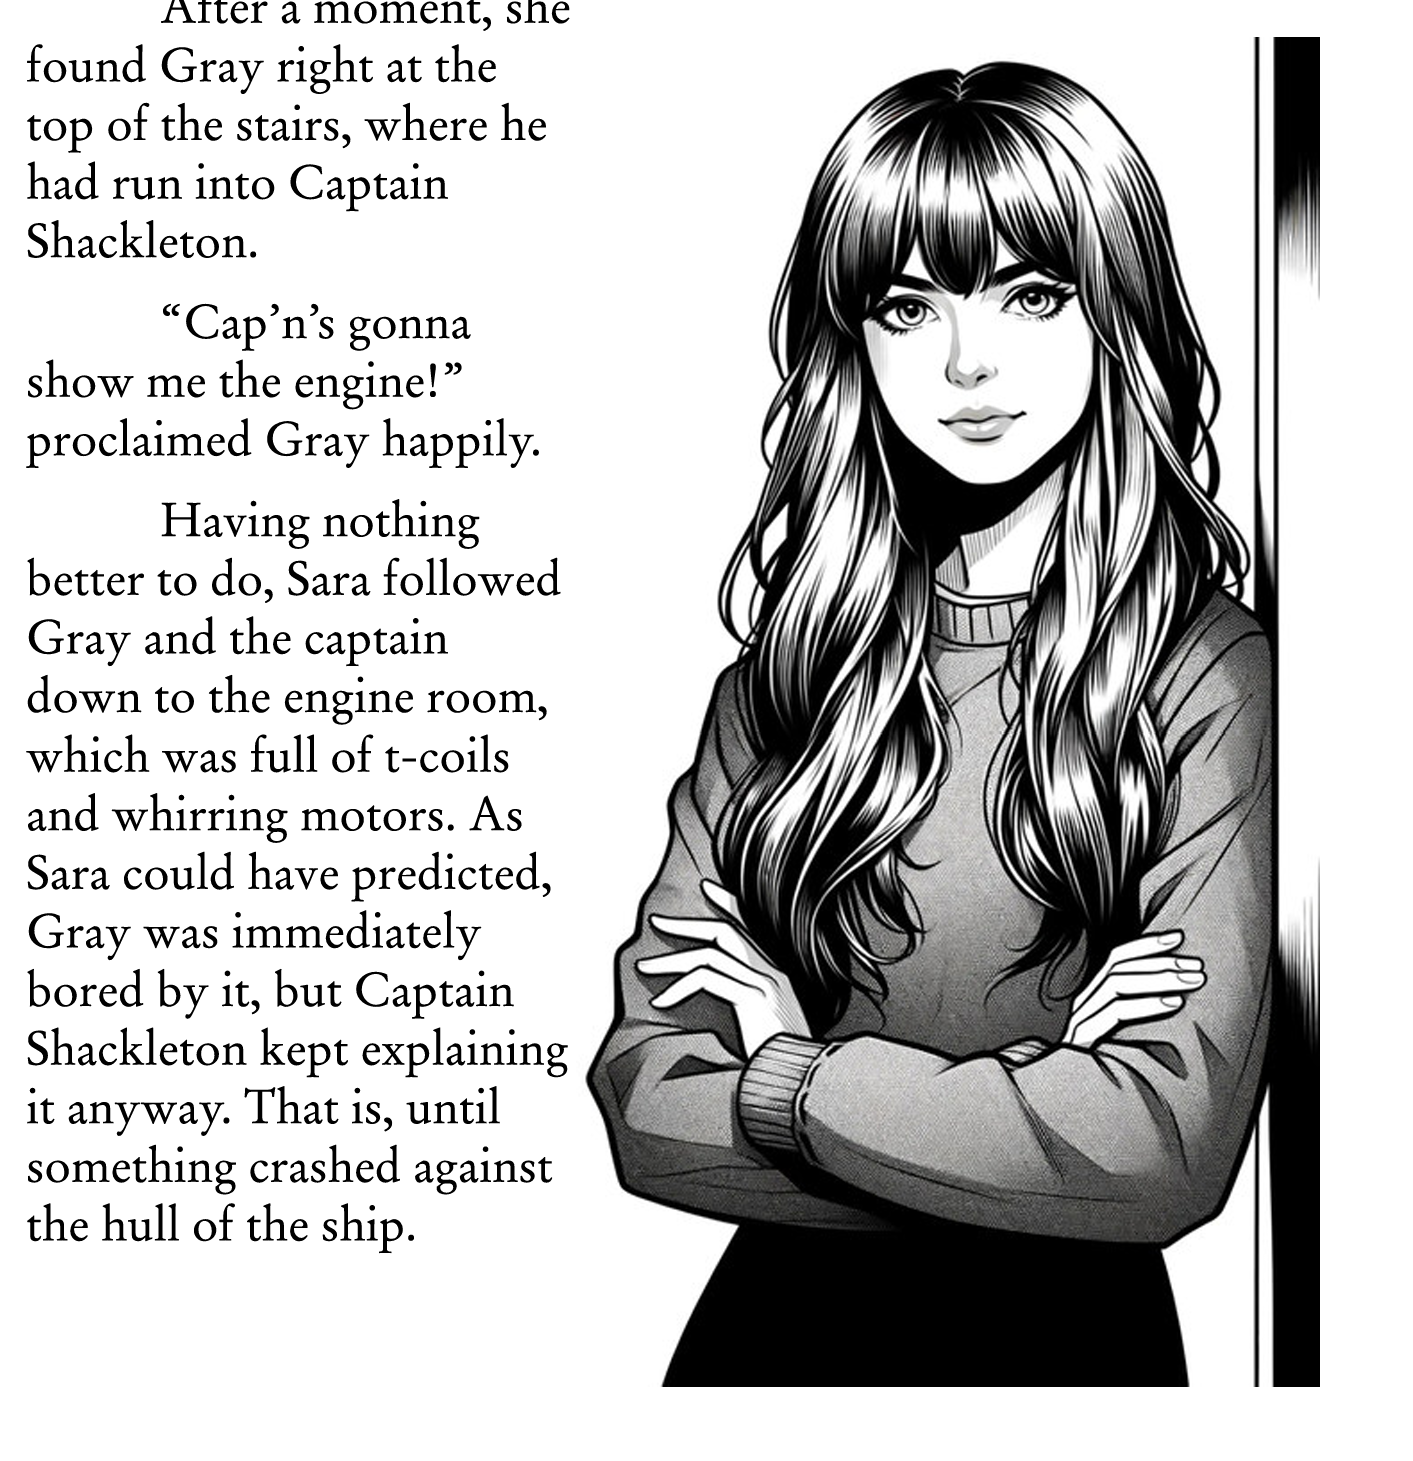 After a moment, she
found Gray right at the
top of the stairs, where he
had run into Captain
Shackleton.
“Cap’n’s gonna
show me the engine!”
proclaimed Gray happily.
Having nothing
better to do, Sara followed
Gray and the captain
down to the engine room,
which was full of t-coils
and whirring motors. As
Sara could have predicted,
Gray was immediately
bored by it, but Captain
Shackleton kept explaining
it anyway. That is, until
something crashed against
the hull of the ship.